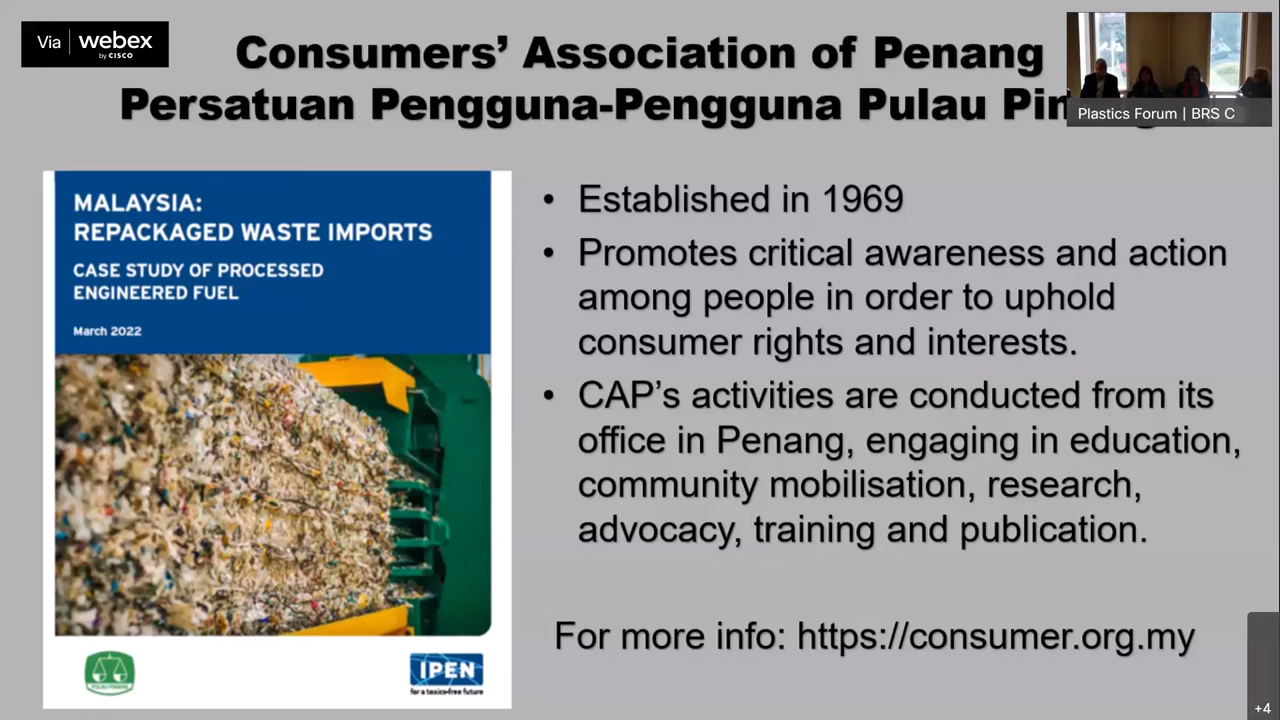 Via webex
by CISCO
Consumers’ Association of Penang
Persatuan Pengguna-Pengguna Pulau
Plastics Forum | BRS C
MALAYSIA:
REPACKAGED WASTE IMPORTS
CASE STUDY OF PROCESSED
ENGINEERED FUEL
March 2022
PULAU PINANG
IPEN
for a toxics-free future
• Established in 1969
• Promotes critical awareness and action
among people in order to uphold
consumer rights and interests.
• CAP’s activities are conducted from its
office in Penang, engaging in education,
community mobilisation, research,
advocacy, training and publication.
For more info: https://consumer.org.my
+4